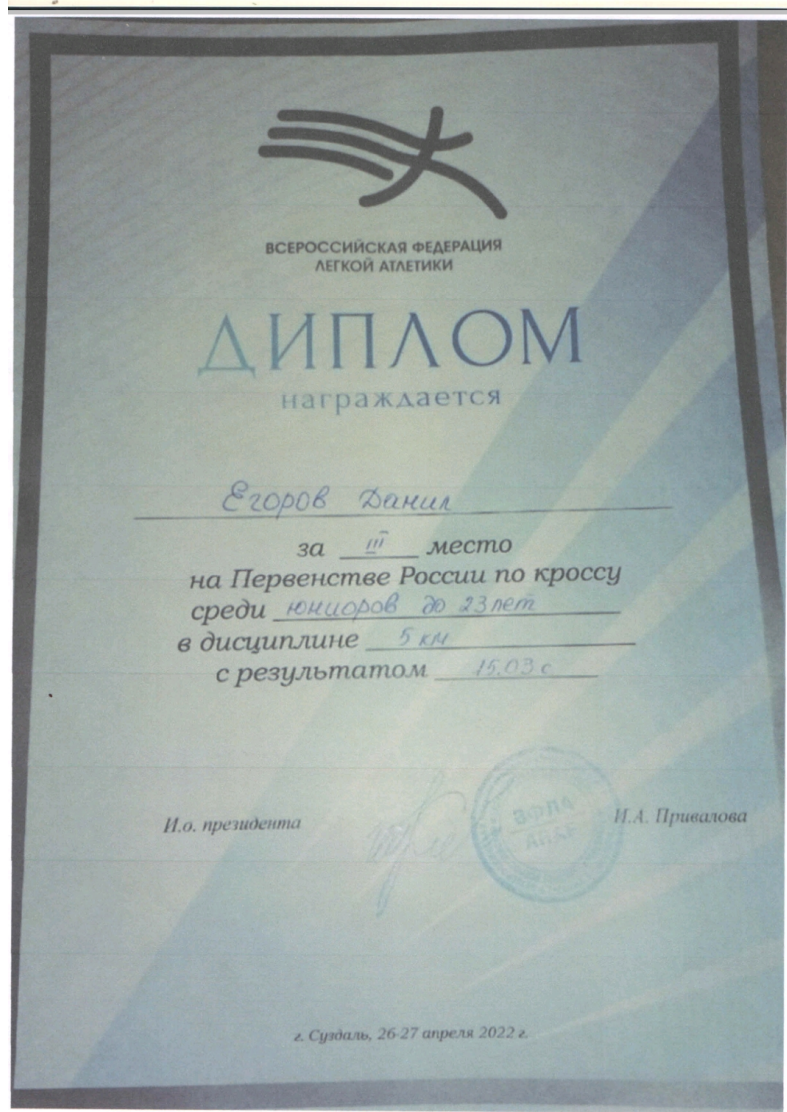 ВСЕРОССИЙСКАЯ ФЕДЕРАЦИЯ
ЛЕГКОЙ АТЛЕТИКИ
ДИПЛОМ
награждается
Егоров Данил
за III место
на Первенстве России по кроссу
среди юниоров до 23 лет
в дисциплине 5 км
с результатом 15.03 с
И.о. президента
И.А. Привалова
ВФЛА
ARAF
г. Суздаль, 26-27 апреля 2022 г.